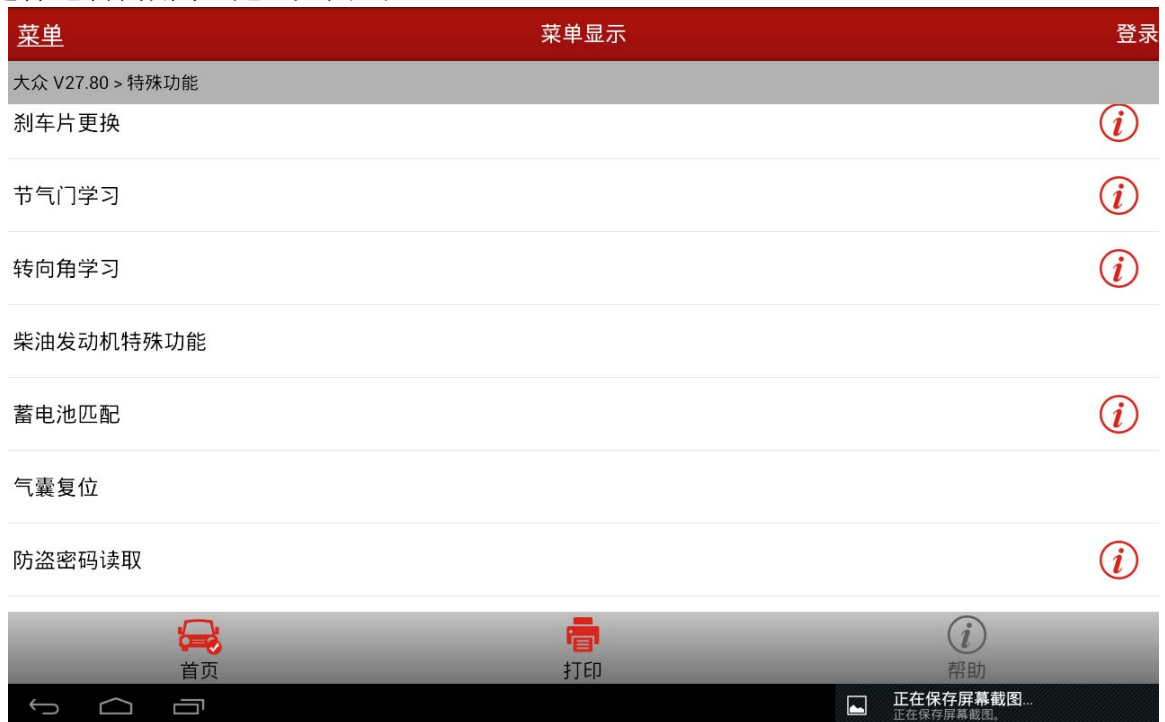 菜单 菜单显示 登录
大众 V27.80 > 特殊功能
刹车片更换
节气门学习
转向角学习
柴油发动机特殊功能
蓄电池匹配
气囊复位
防盗密码读取
首页 打印 帮助
正在保存屏幕截图...
正在保存屏幕截图。